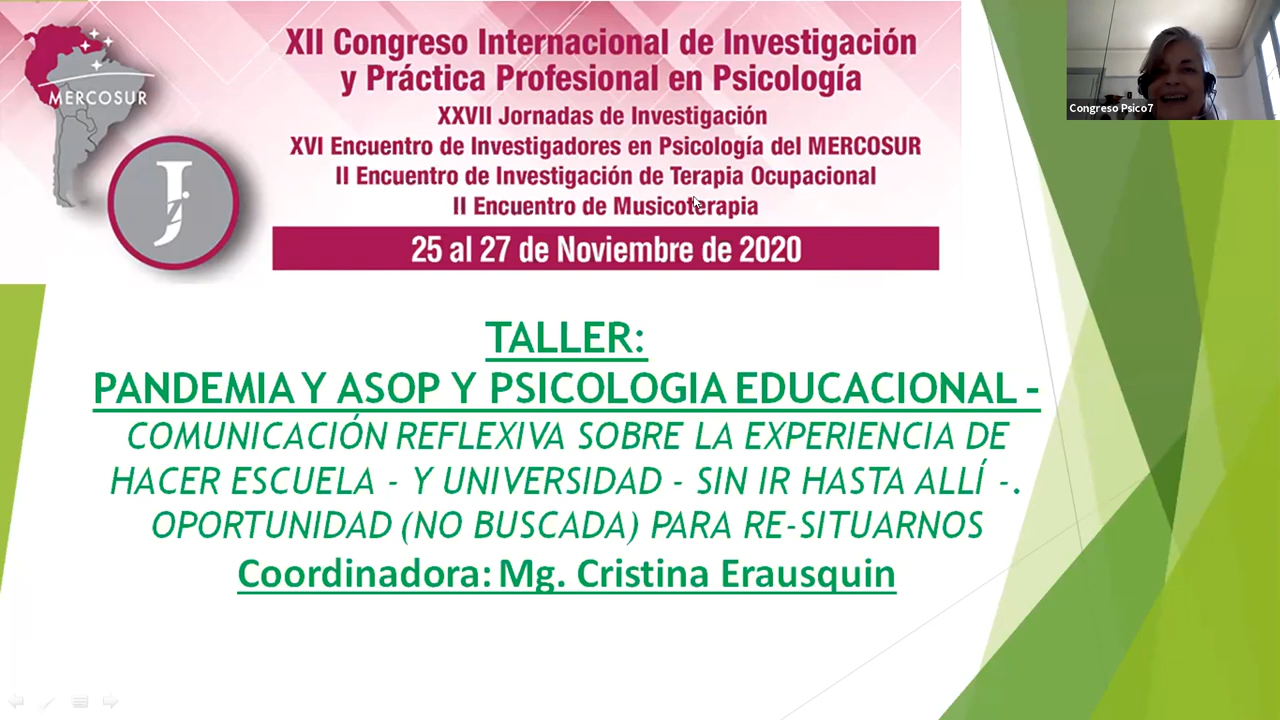 XII Congreso Internacional de Investigación
y Práctica Profesional en Psicología
XXVII Jornadas de Investigación
XVI Encuentro de Investigadores en Psicología del MERCOSUR
II Encuentro de Investigación de Terapia Ocupacional
II Encuentro de Musicoterapia
25 al 27 de Noviembre de 2020
MERCOSUR
J
Congreso Psico7
TALLER:
PANDEMIA Y ASOP Y PSICOLOGIA EDUCACIONAL -
COMUNICACIÓN REFLEXIVA SOBRE LA EXPERIENCIA DE
HACER ESCUELA - Y UNIVERSIDAD - SIN IR HASTA ALLÍ -.
OPORTUNIDAD (NO BUSCADA) PARA RE-SITUARNOS
Coordinadora: Mg. Cristina Erausquin